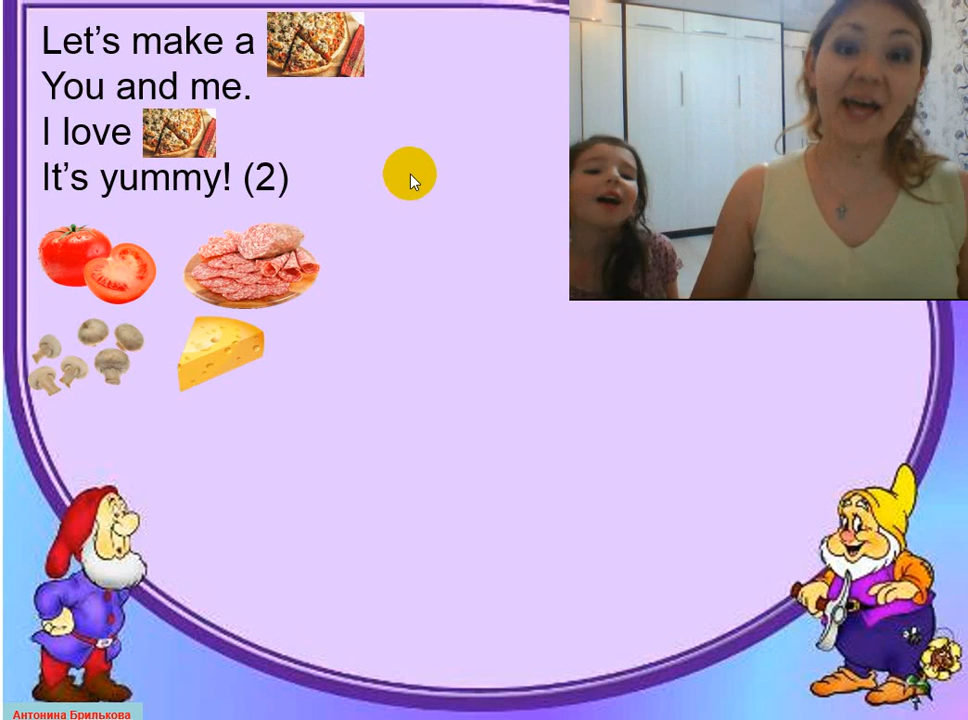 Let’s make a
You and me.
I love
It’s yummy! (2)
Антонина Брилькова